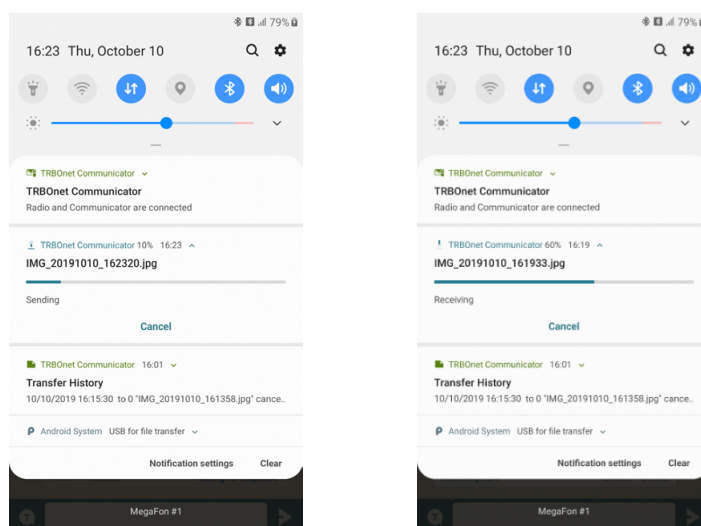 79%
16:23 Thu, October 10
TRBOnet Communicator
TRBOnet Communicator
Radio and Communicator are connected
TRBOnet Communicator 10% 16:23
IMG_20191010_162320.jpg
Sending
Cancel
TRBOnet Communicator 16:01
Transfer History
10/10/2019 16:15:30 to 0 "IMG_20191010_161358.jpg" cance..
Android System USB for file transfer
Notification settings Clear
MegaFon #1
79%
16:23 Thu, October 10
TRBOnet Communicator
TRBOnet Communicator
Radio and Communicator are connected
TRBOnet Communicator 60% 16:19
IMG_20191010_161933.jpg
Receiving
Cancel
TRBOnet Communicator 16:01
Transfer History
10/10/2019 16:15:30 to 0 "IMG_20191010_161358.jpg" cance..
Android System USB for file transfer
Notification settings Clear
MegaFon #1